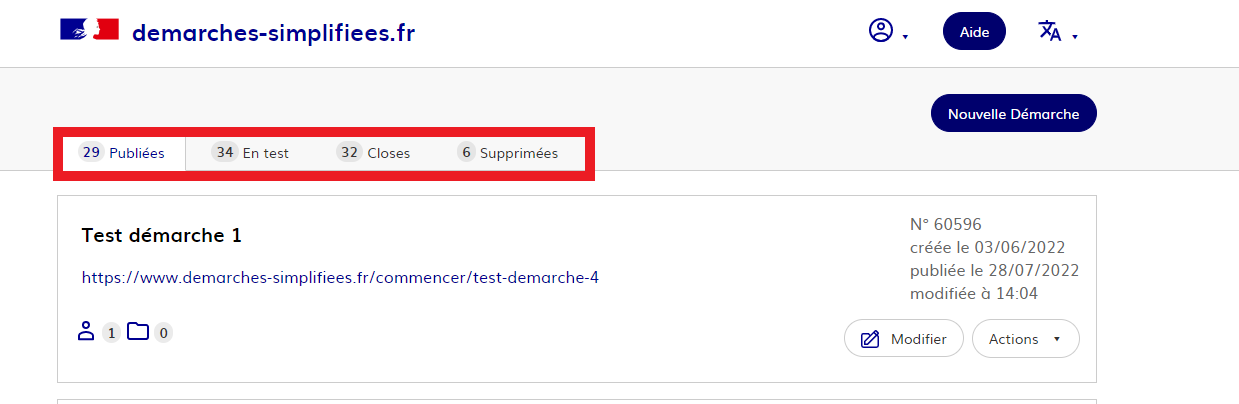 demarches-simplifiees.fr
Aide
Nouvelle Démarche
29 Publiées 34 En test 32 Closes 6 Supprimées
Test démarche 1
N° 60596
créée le 03/06/2022
https://www.demarches-simplifiees.fr/commencer/test-demarche-4
publiée le 28/07/2022
modifiée à 14:04
1 0
Modifier Actions